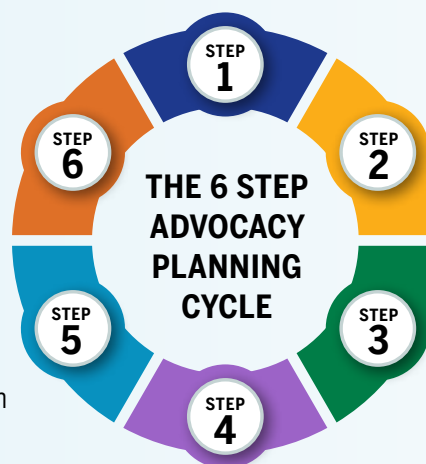 STEP
1
STEP
2
STEP
3
STEP
4
STEP
5
STEP
6
THE 6 STEP
ADVOCACY
PLANNING
CYCLE